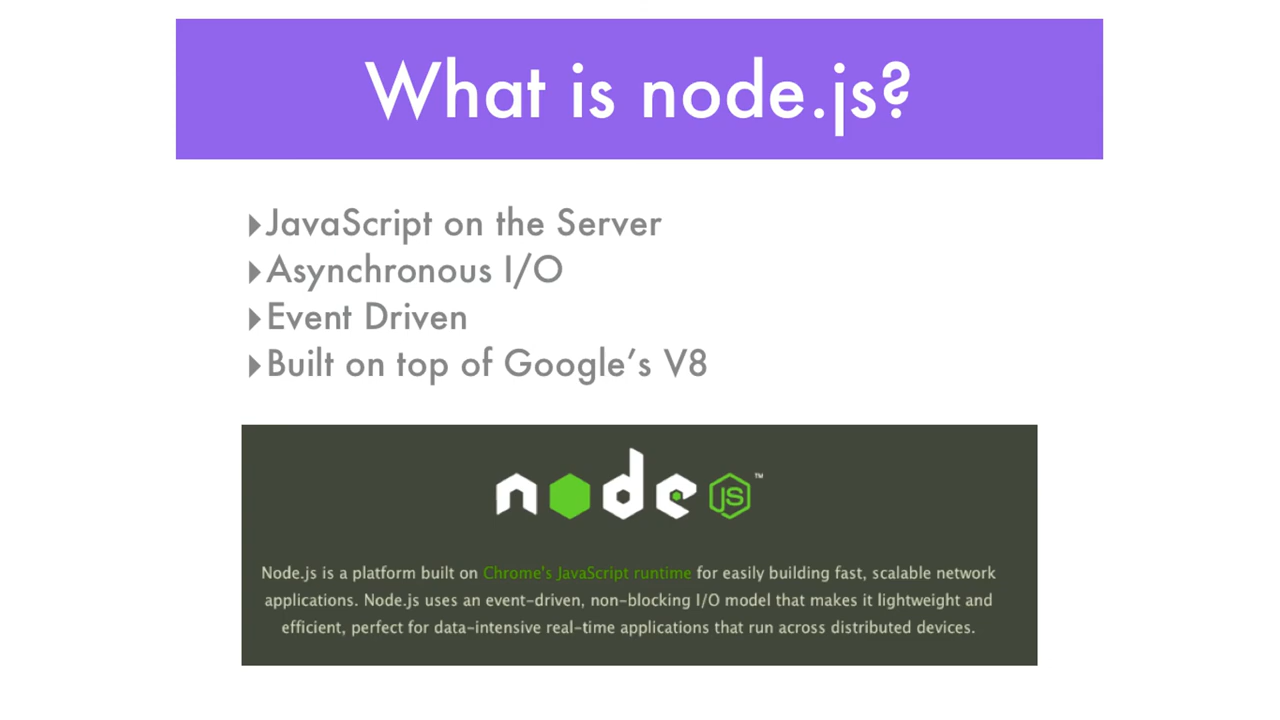 What is node.js?
▸JavaScript on the Server
▸Asynchronous I/O
▸Event Driven
▸Built on top of Google’s V8
node JS™
Node.js is a platform built on Chrome's JavaScript runtime for easily building fast, scalable network
applications. Node.js uses an event-driven, non-blocking I/O model that makes it lightweight and
efficient, perfect for data-intensive real-time applications that run across distributed devices.